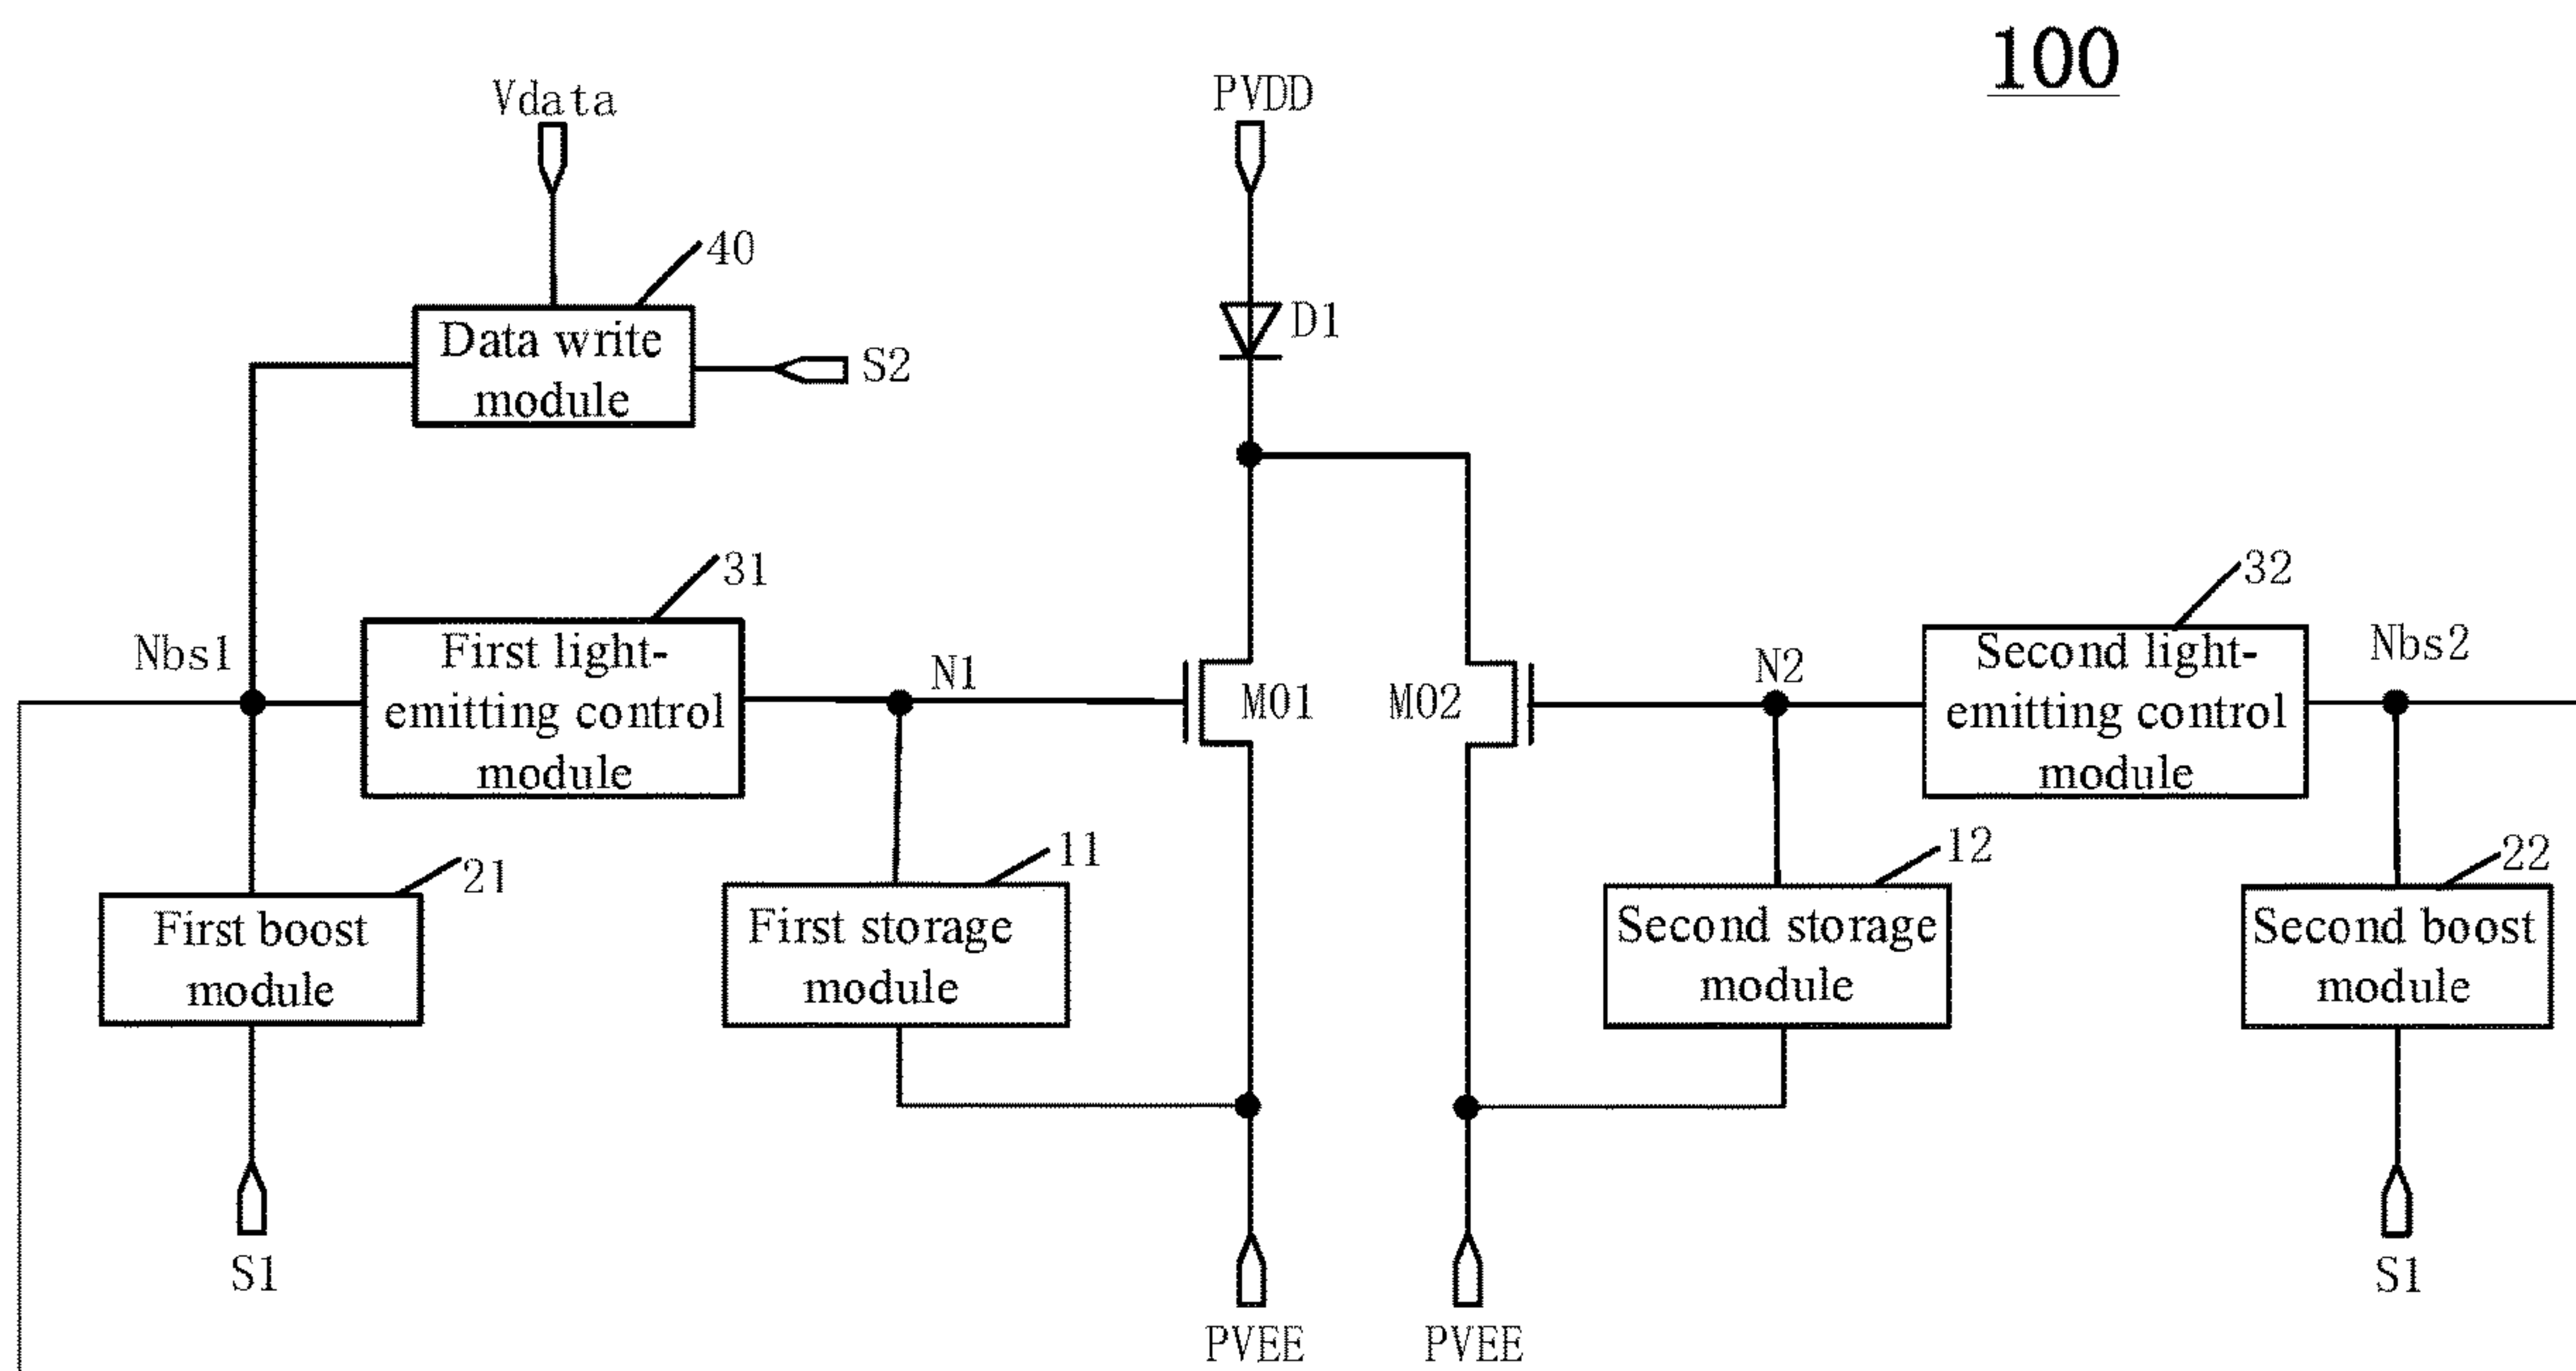 100
Vdata
PVDD
40
Data write
module
S2
D1
31
32
Nbs1
First light-
emitting control
module
N1
M01
M02
N2
Second light-
emitting control
module
Nbs2
21
First boost
module
11
First storage
module
12
Second storage
module
22
Second boost
module
S1
PVEE
PVEE
S1